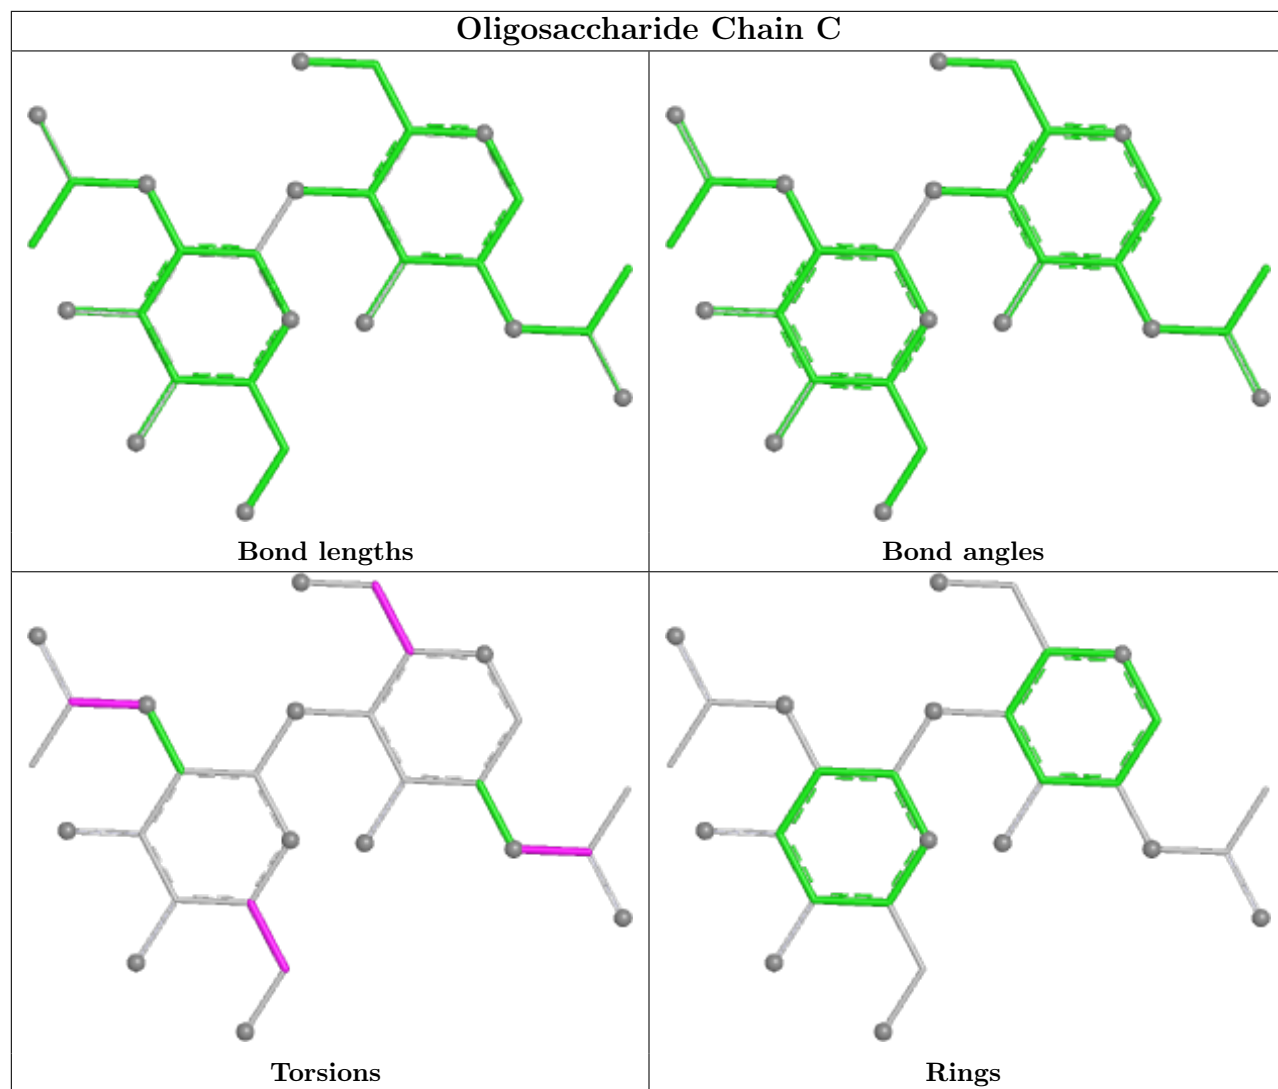 Oligosaccharide Chain C
Bond lengths
Bond angles
Torsions
Rings